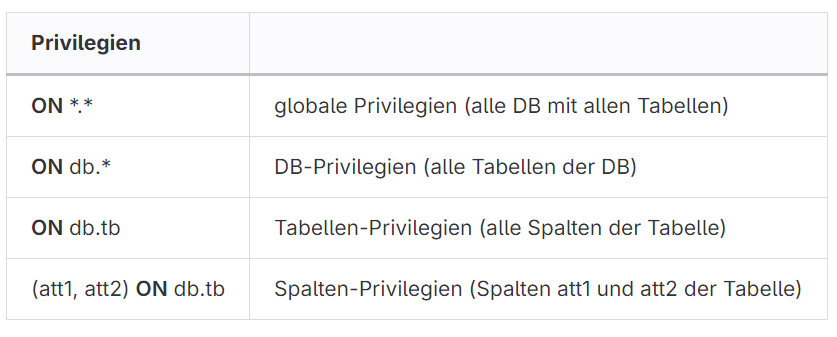 Privilegien
ON *.* globale Privilegien (alle DB mit allen Tabellen)
ON db.* DB-Privilegien (alle Tabellen der DB)
ON db.tb Tabellen-Privilegien (alle Spalten der Tabelle)
(att1, att2) ON db.tb Spalten-Privilegien (Spalten att1 und att2 der Tabelle)